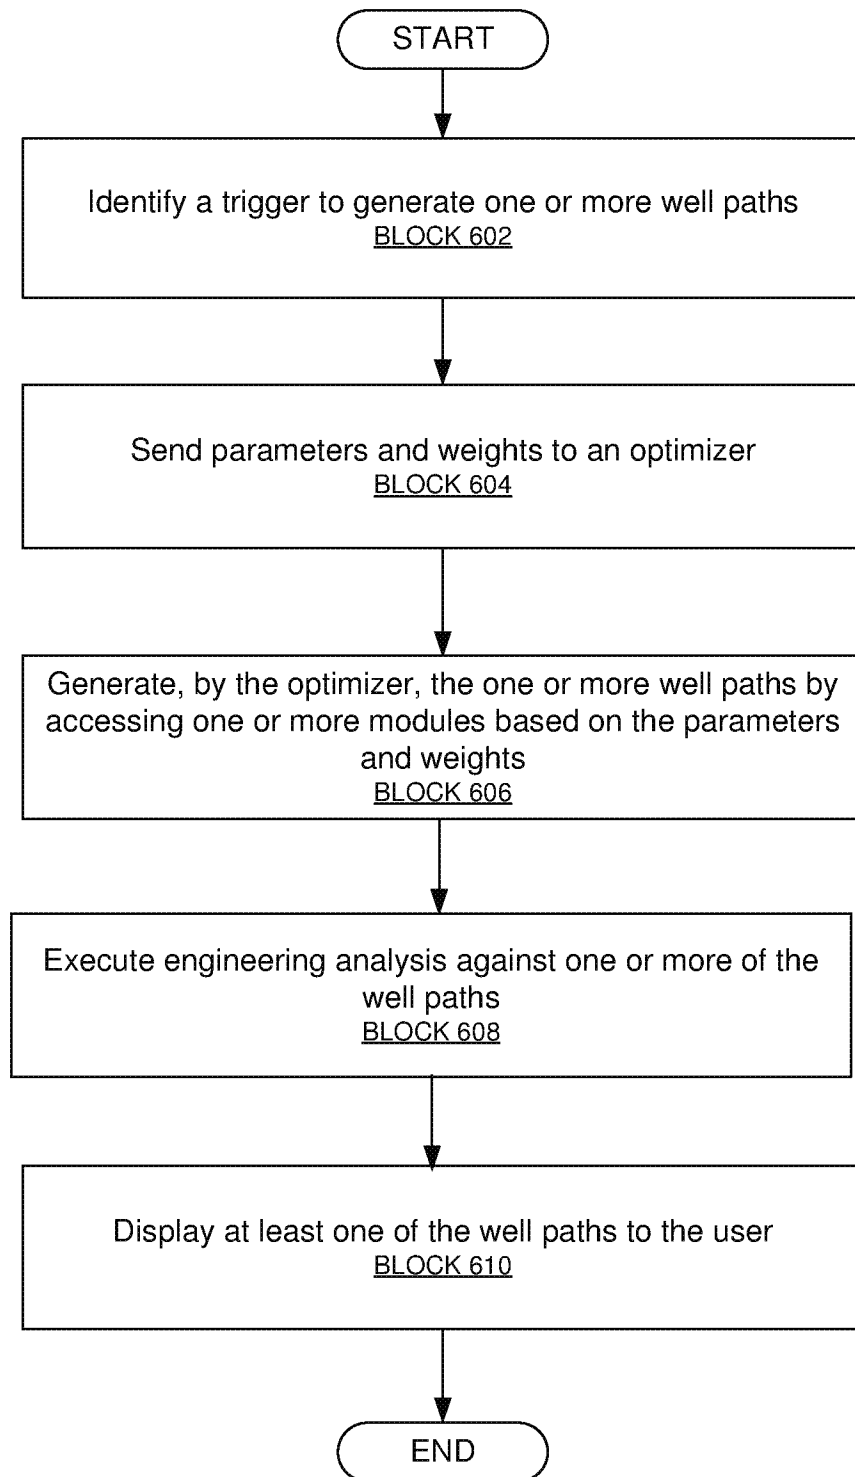 START
Identify a trigger to generate one or more well paths
BLOCK 602
Send parameters and weights to an optimizer
BLOCK 604
Generate, by the optimizer, the one or more well paths by
accessing one or more modules based on the parameters
and weights
BLOCK 606
Execute engineering analysis against one or more of the
well paths
BLOCK 608
Display at least one of the well paths to the user
BLOCK 610
END